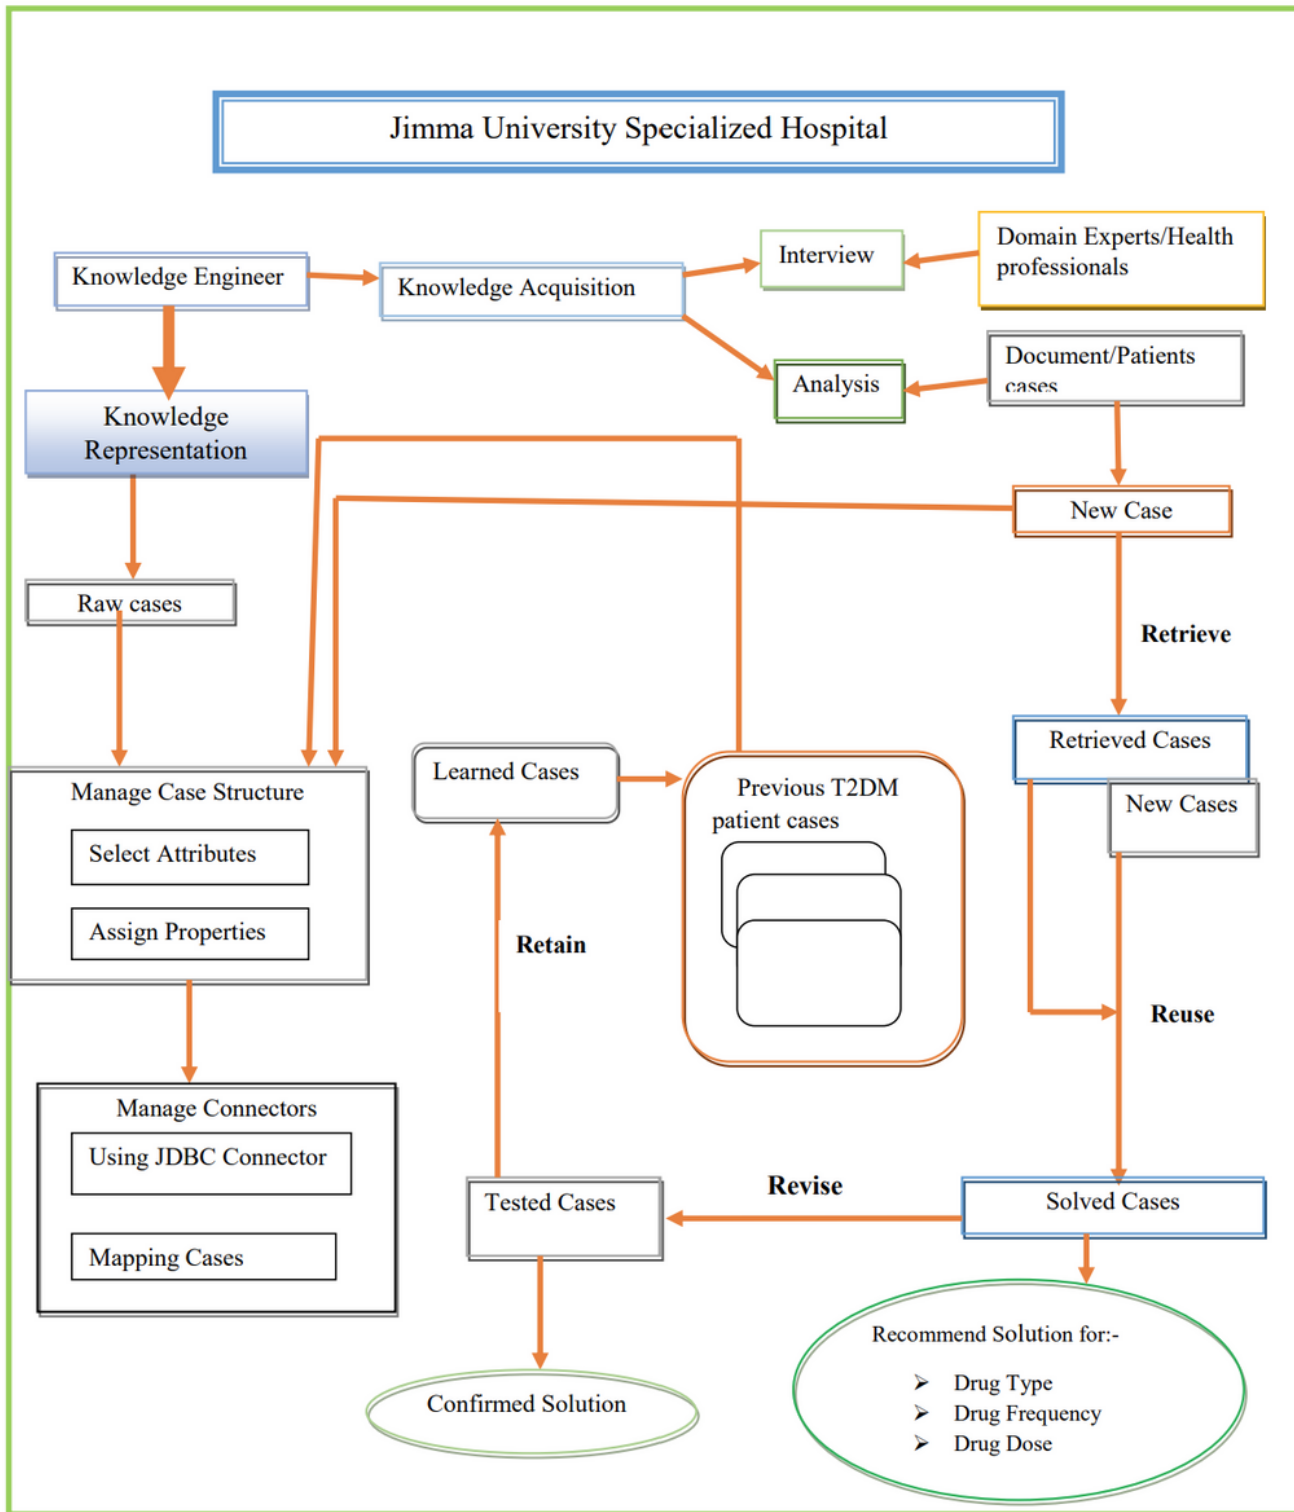 Jimma University Specialized Hospital
Knowledge Engineer
Knowledge Acquisition
Interview
Domain Experts/Health
professionals
Analysis
Document/Patients
cases
Knowledge
Representation
New Case
Raw cases
Retrieve
Retrieved Cases
New Cases
Learned Cases
Previous T2DM
patient cases
Manage Case Structure
Select Attributes
Assign Properties
Retain
Reuse
Manage Connectors
Using JDBC Connector
Mapping Cases
Tested Cases
Revise
Solved Cases
Confirmed Solution
Recommend Solution for:-
➢ Drug Type
➢ Drug Frequency
➢ Drug Dose